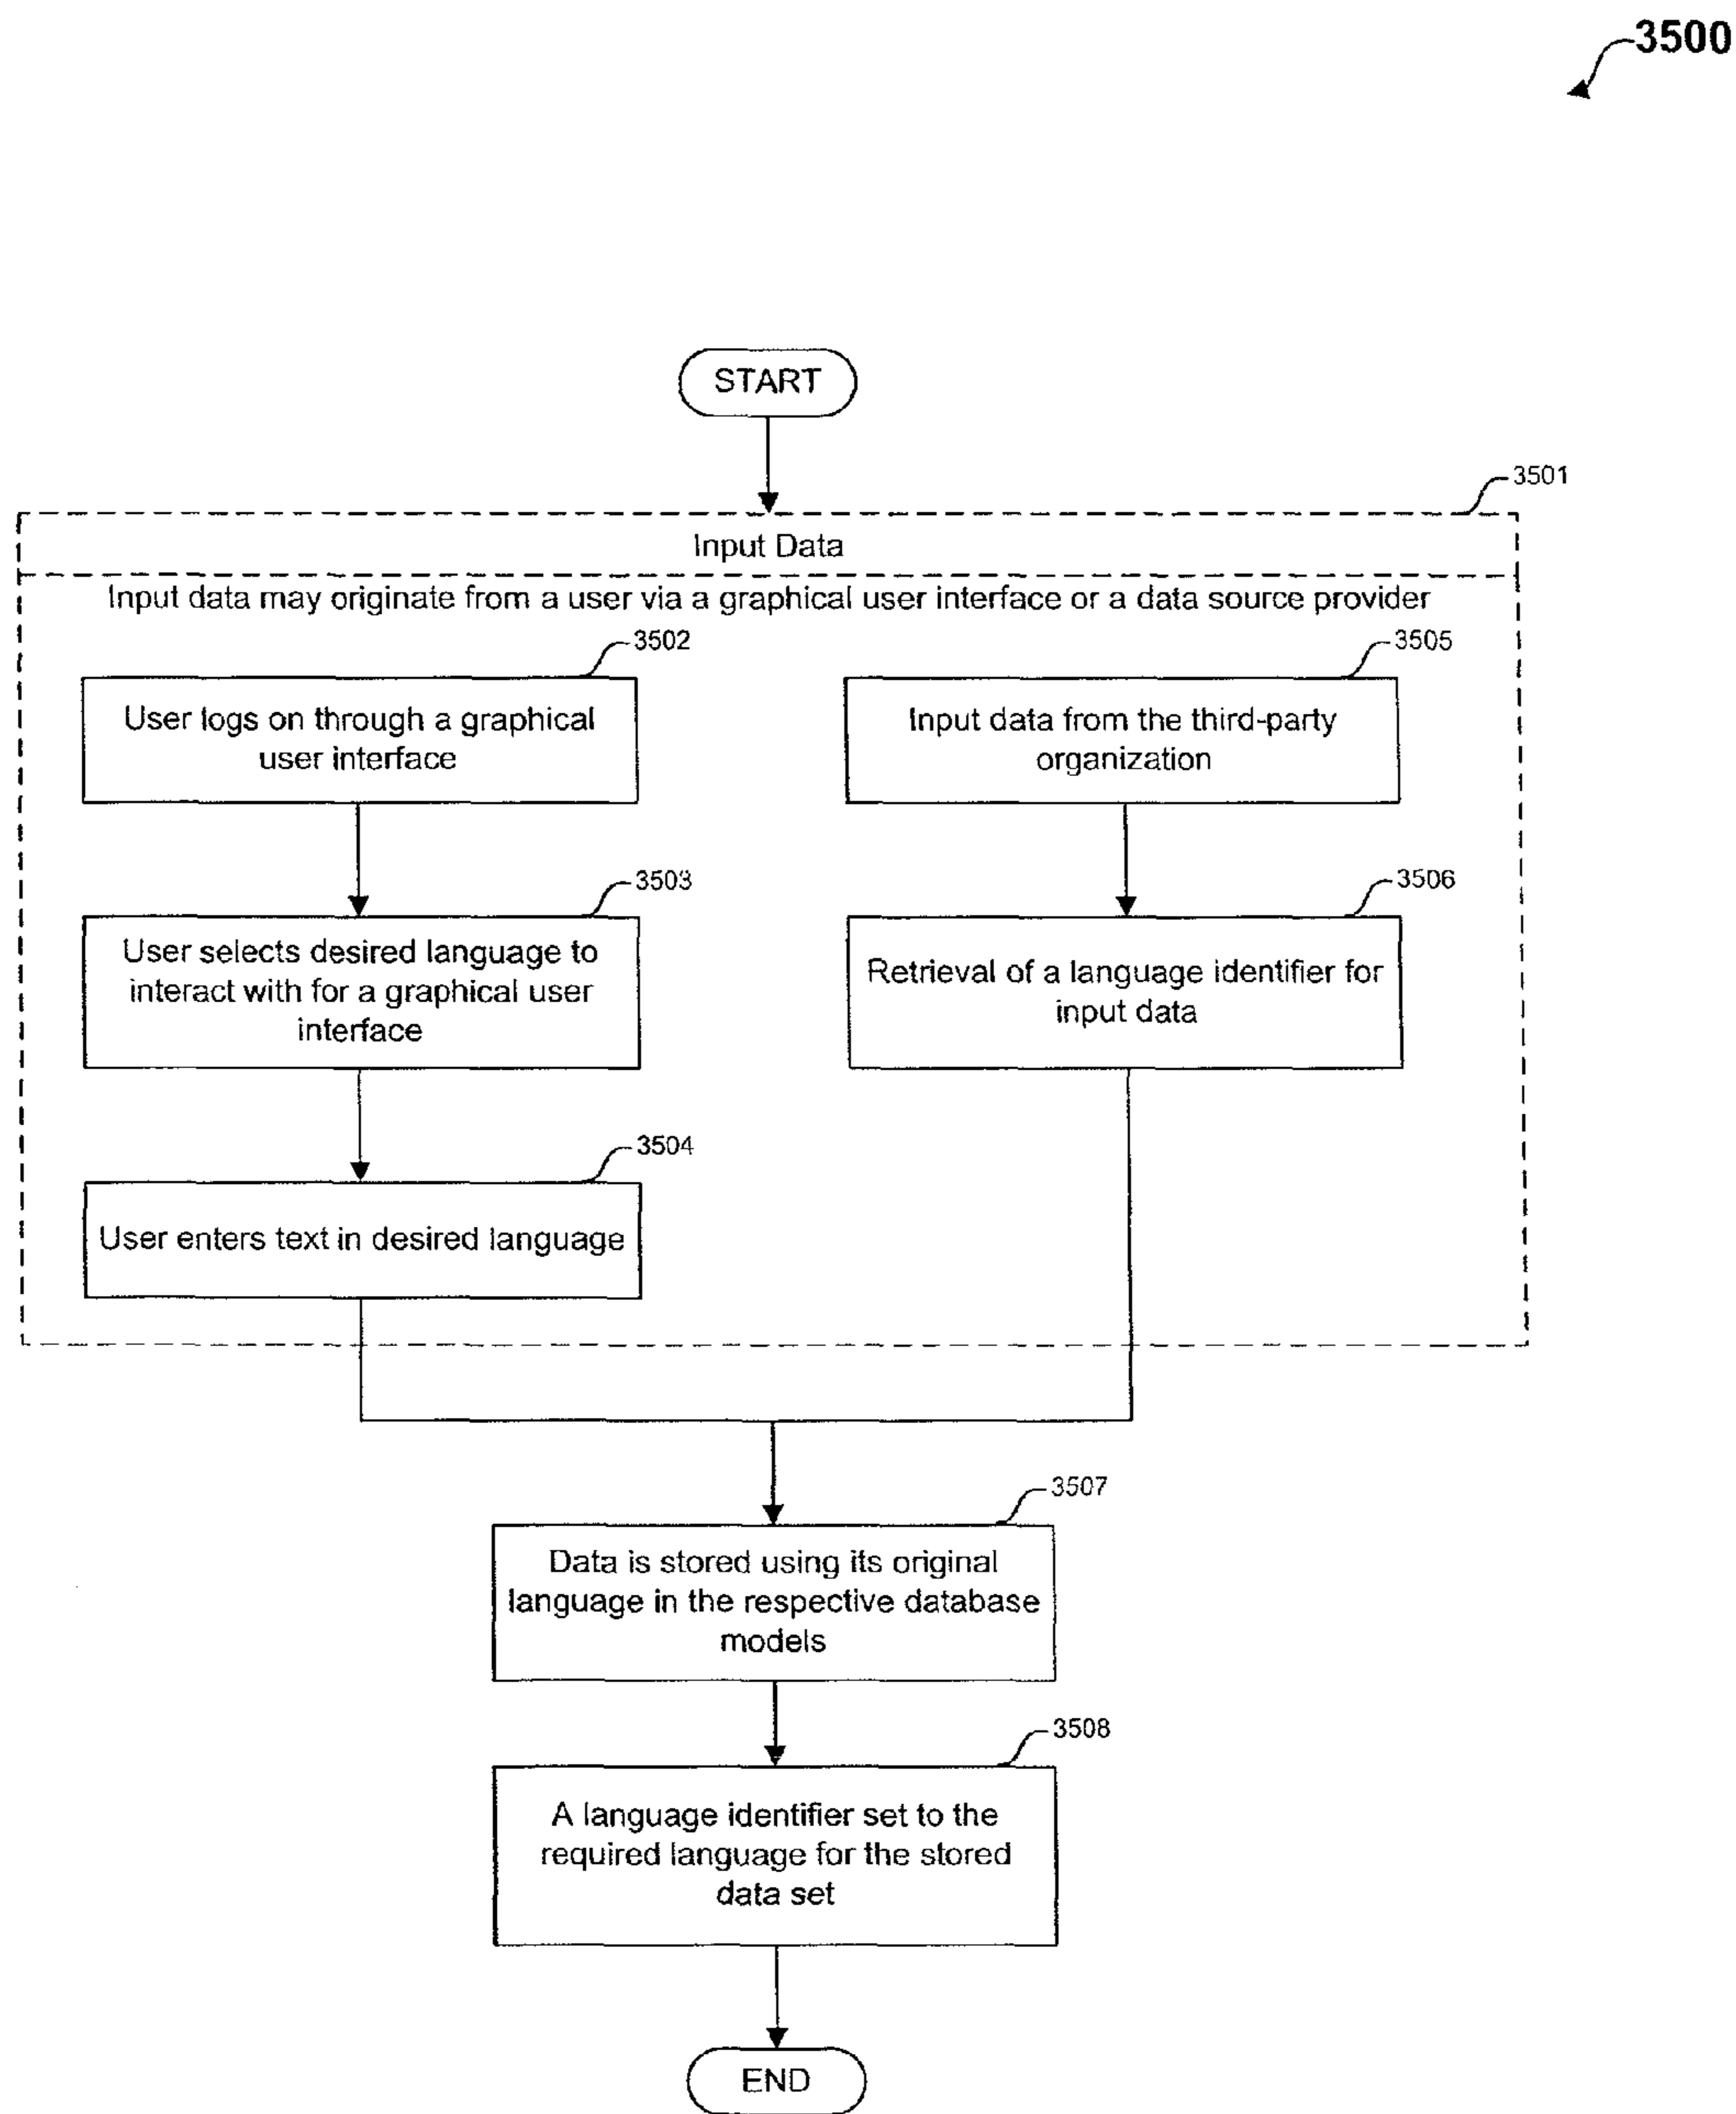 3500
START
3501
Input Data
Input data may originate from a user via a graphical user interface or a data source provider
3502
User logs on through a graphical
user interface
3503
User selects desired language to
interact with for a graphical user
interface
3504
User enters text in desired language
3505
Input data from the third-party
organization
3506
Retrieval of a language identifier for
input data
3507
Data is stored using its original
language in the respective database
models
3508
A language identifier set to the
required language for the stored
data set
END